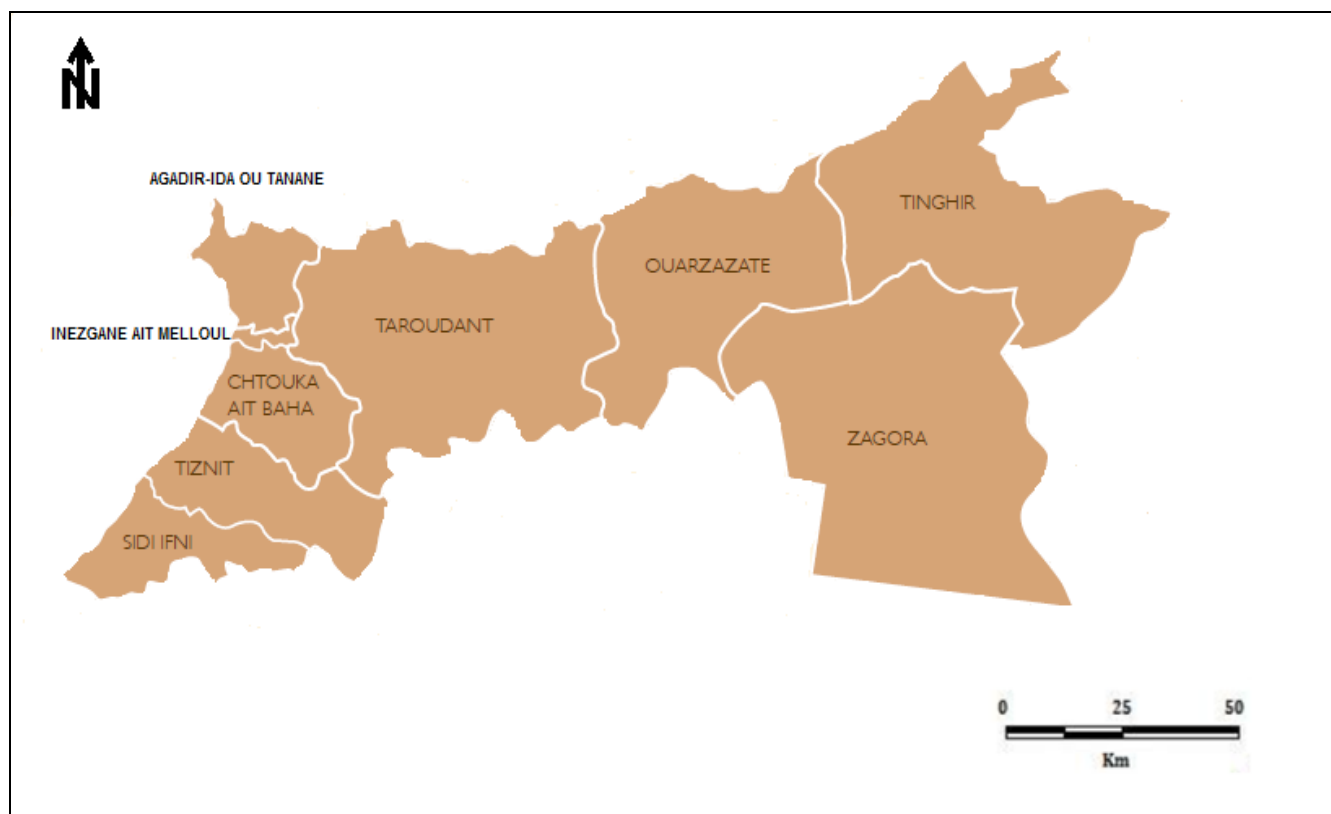 N
AGADIR-IDA OU TANANE
TINGHIR
OUARZAZATE
TAROUDANT
INEZGANE AIT MELLOUL
CHTOUKA
AIT BAHA
ZAGORA
TIZNIT
SIDI IFNI
0 25 50
Km